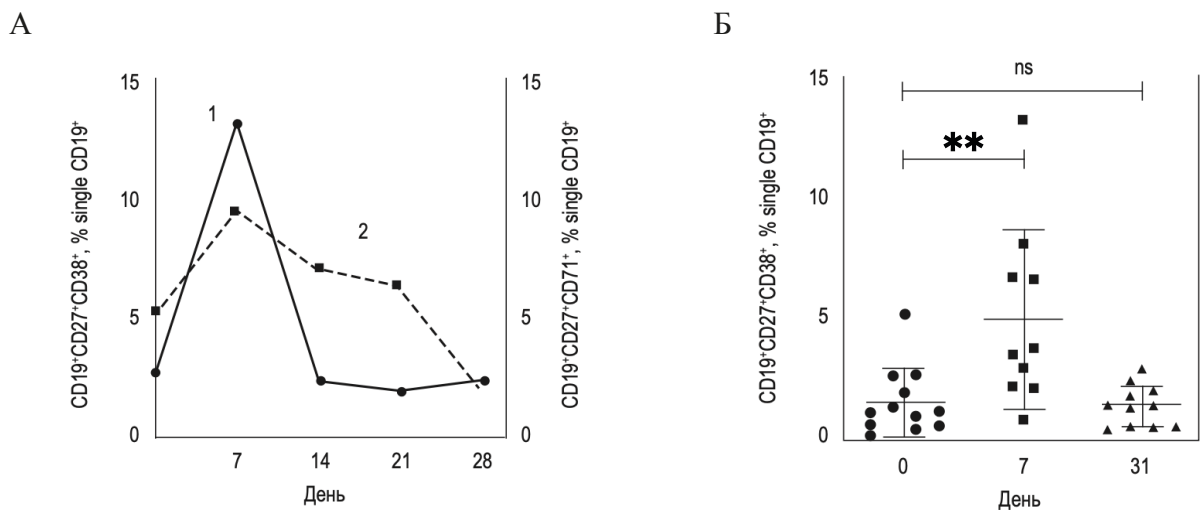 А
Б
15
10
5
0
CD19⁺CD27⁺CD38⁺, % single CD19⁺
1
2
7
14
21
28
День
15
10
5
0
CD19⁺CD27⁺CD71⁺, % single CD19⁺
15
10
5
0
CD19⁺CD27⁺CD38⁺, % single CD19⁺
ns
**
0
7
31
День